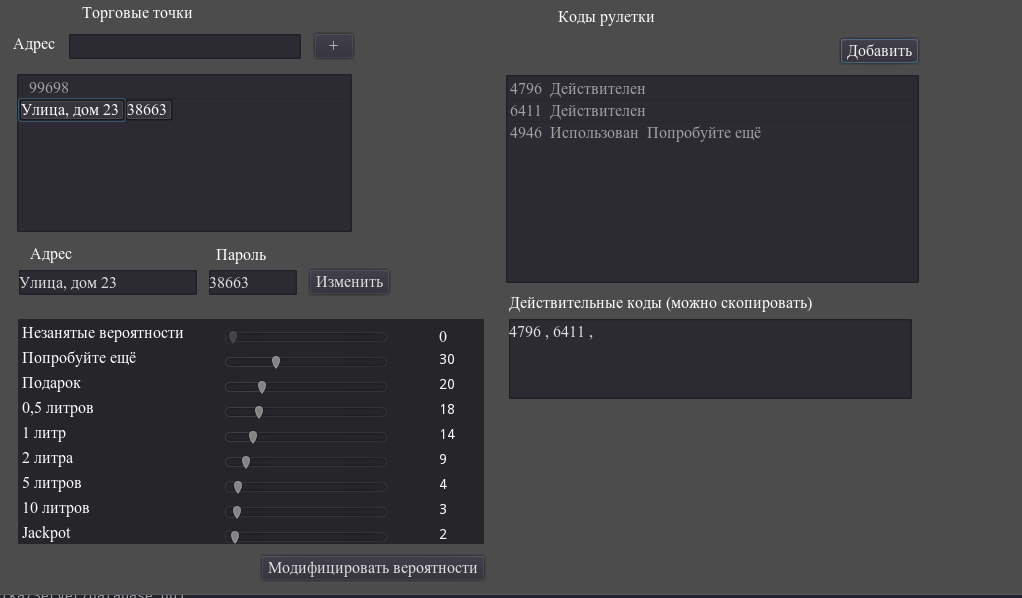 Торговые точки
Адрес +
99698
Улица, дом 23 38663
Адрес Пароль
Улица, дом 23 38663 Изменить
Незанятые вероятности 0
Попробуйте ещё 30
Подарок 20
0,5 литров 18
1 литр 14
2 литра 9
5 литров 4
10 литров 3
Jackpot 2
Модифицировать вероятности
Коды рулетки
Добавить
4796 Действителен
6411 Действителен
4946 Использован Попробуйте ещё
Действительные коды (можно скопировать)
4796 , 6411 ,